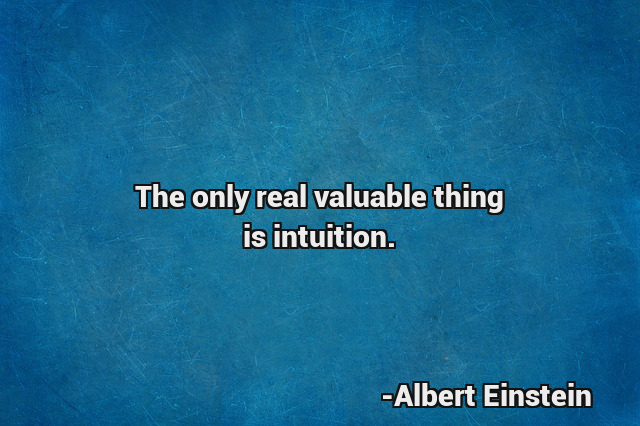 The only real valuable thing
is intuition.
-Albert Einstein